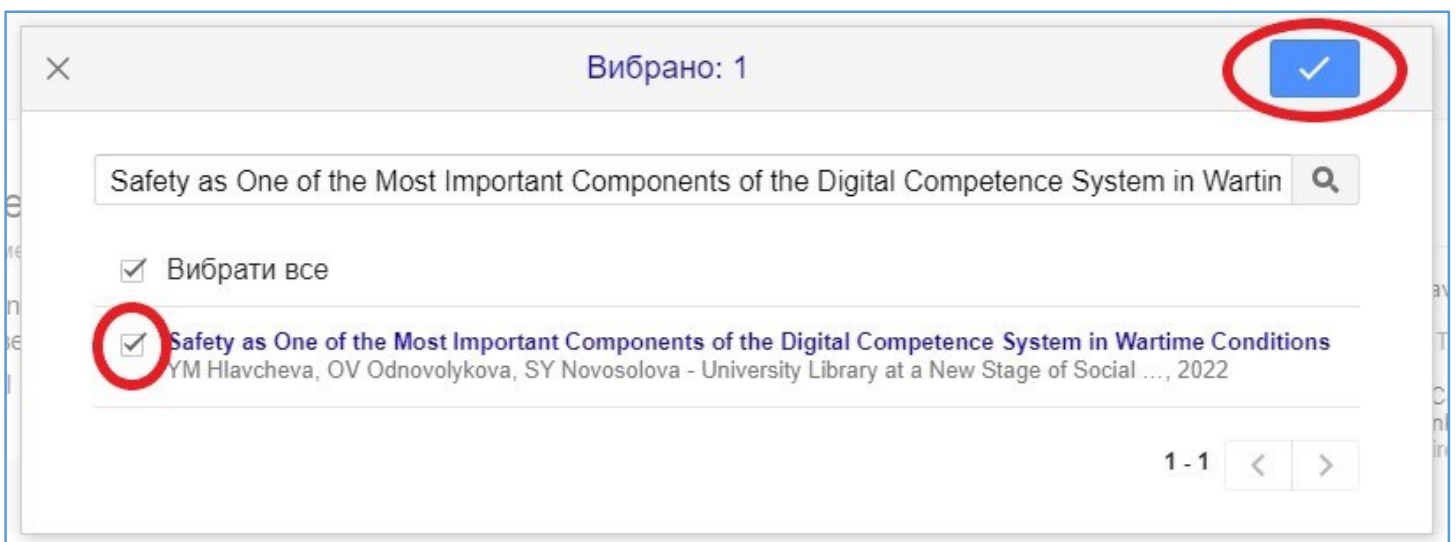 Вибрано: 1
Safety as One of the Most Important Components of the Digital Competence System in Wartin
Вибрати все
Safety as One of the Most Important Components of the Digital Competence System in Wartime Conditions
YM Hlavcheva, OV Odnovolykova, SY Novosolova - University Library at a New Stage of Social …, 2022
1 - 1